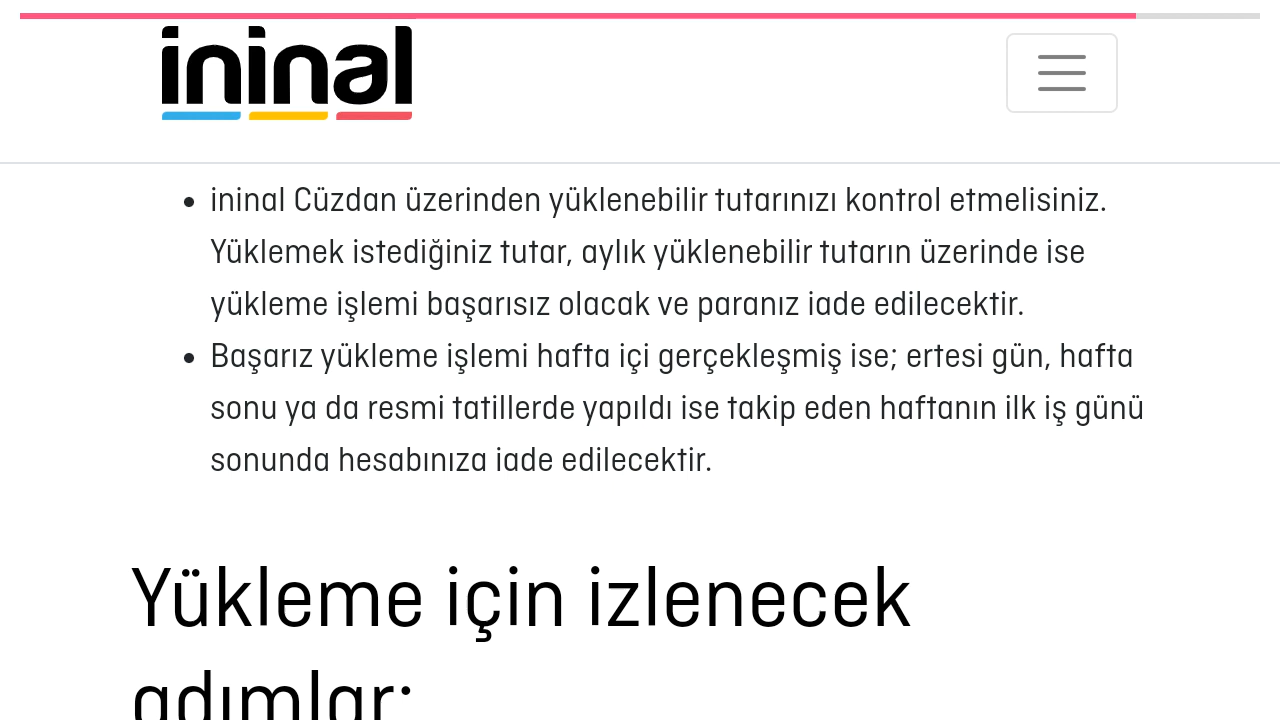 ininal
ininal Cüzdan üzerinden yüklenebilir tutarınızı kontrol etmelisiniz.
Yüklemek istediğiniz tutar, aylık yüklenebilir tutarın üzerinde ise
yükleme işlemi başarısız olacak ve paranız iade edilecektir.
Başarız yükleme işlemi hafta içi gerçekleşmiş ise; ertesi gün, hafta
sonu ya da resmi tatillerde yapıldı ise takip eden haftanın ilk iş günü
sonunda hesabınıza iade edilecektir.
Yükleme için izlenecek
adımlar: